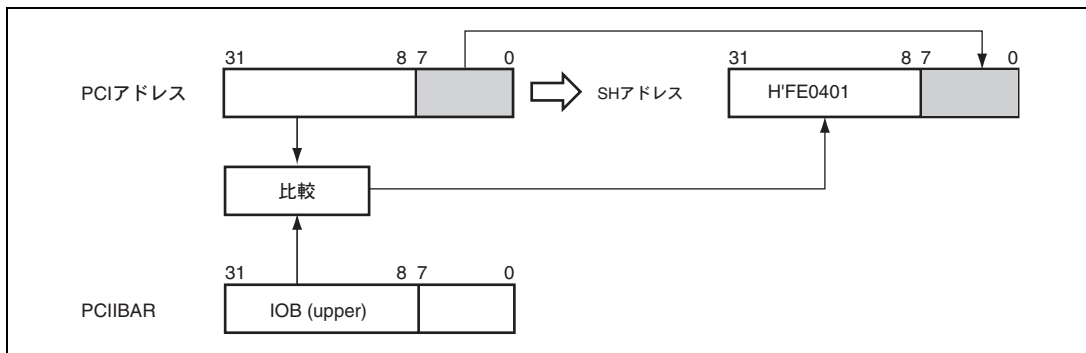 31 8 7 0
PCIアドレス
SHアドレス
31 8 7 0
H'FE0401
比較
31 8 7 0
PCIIBAR
IOB (upper)